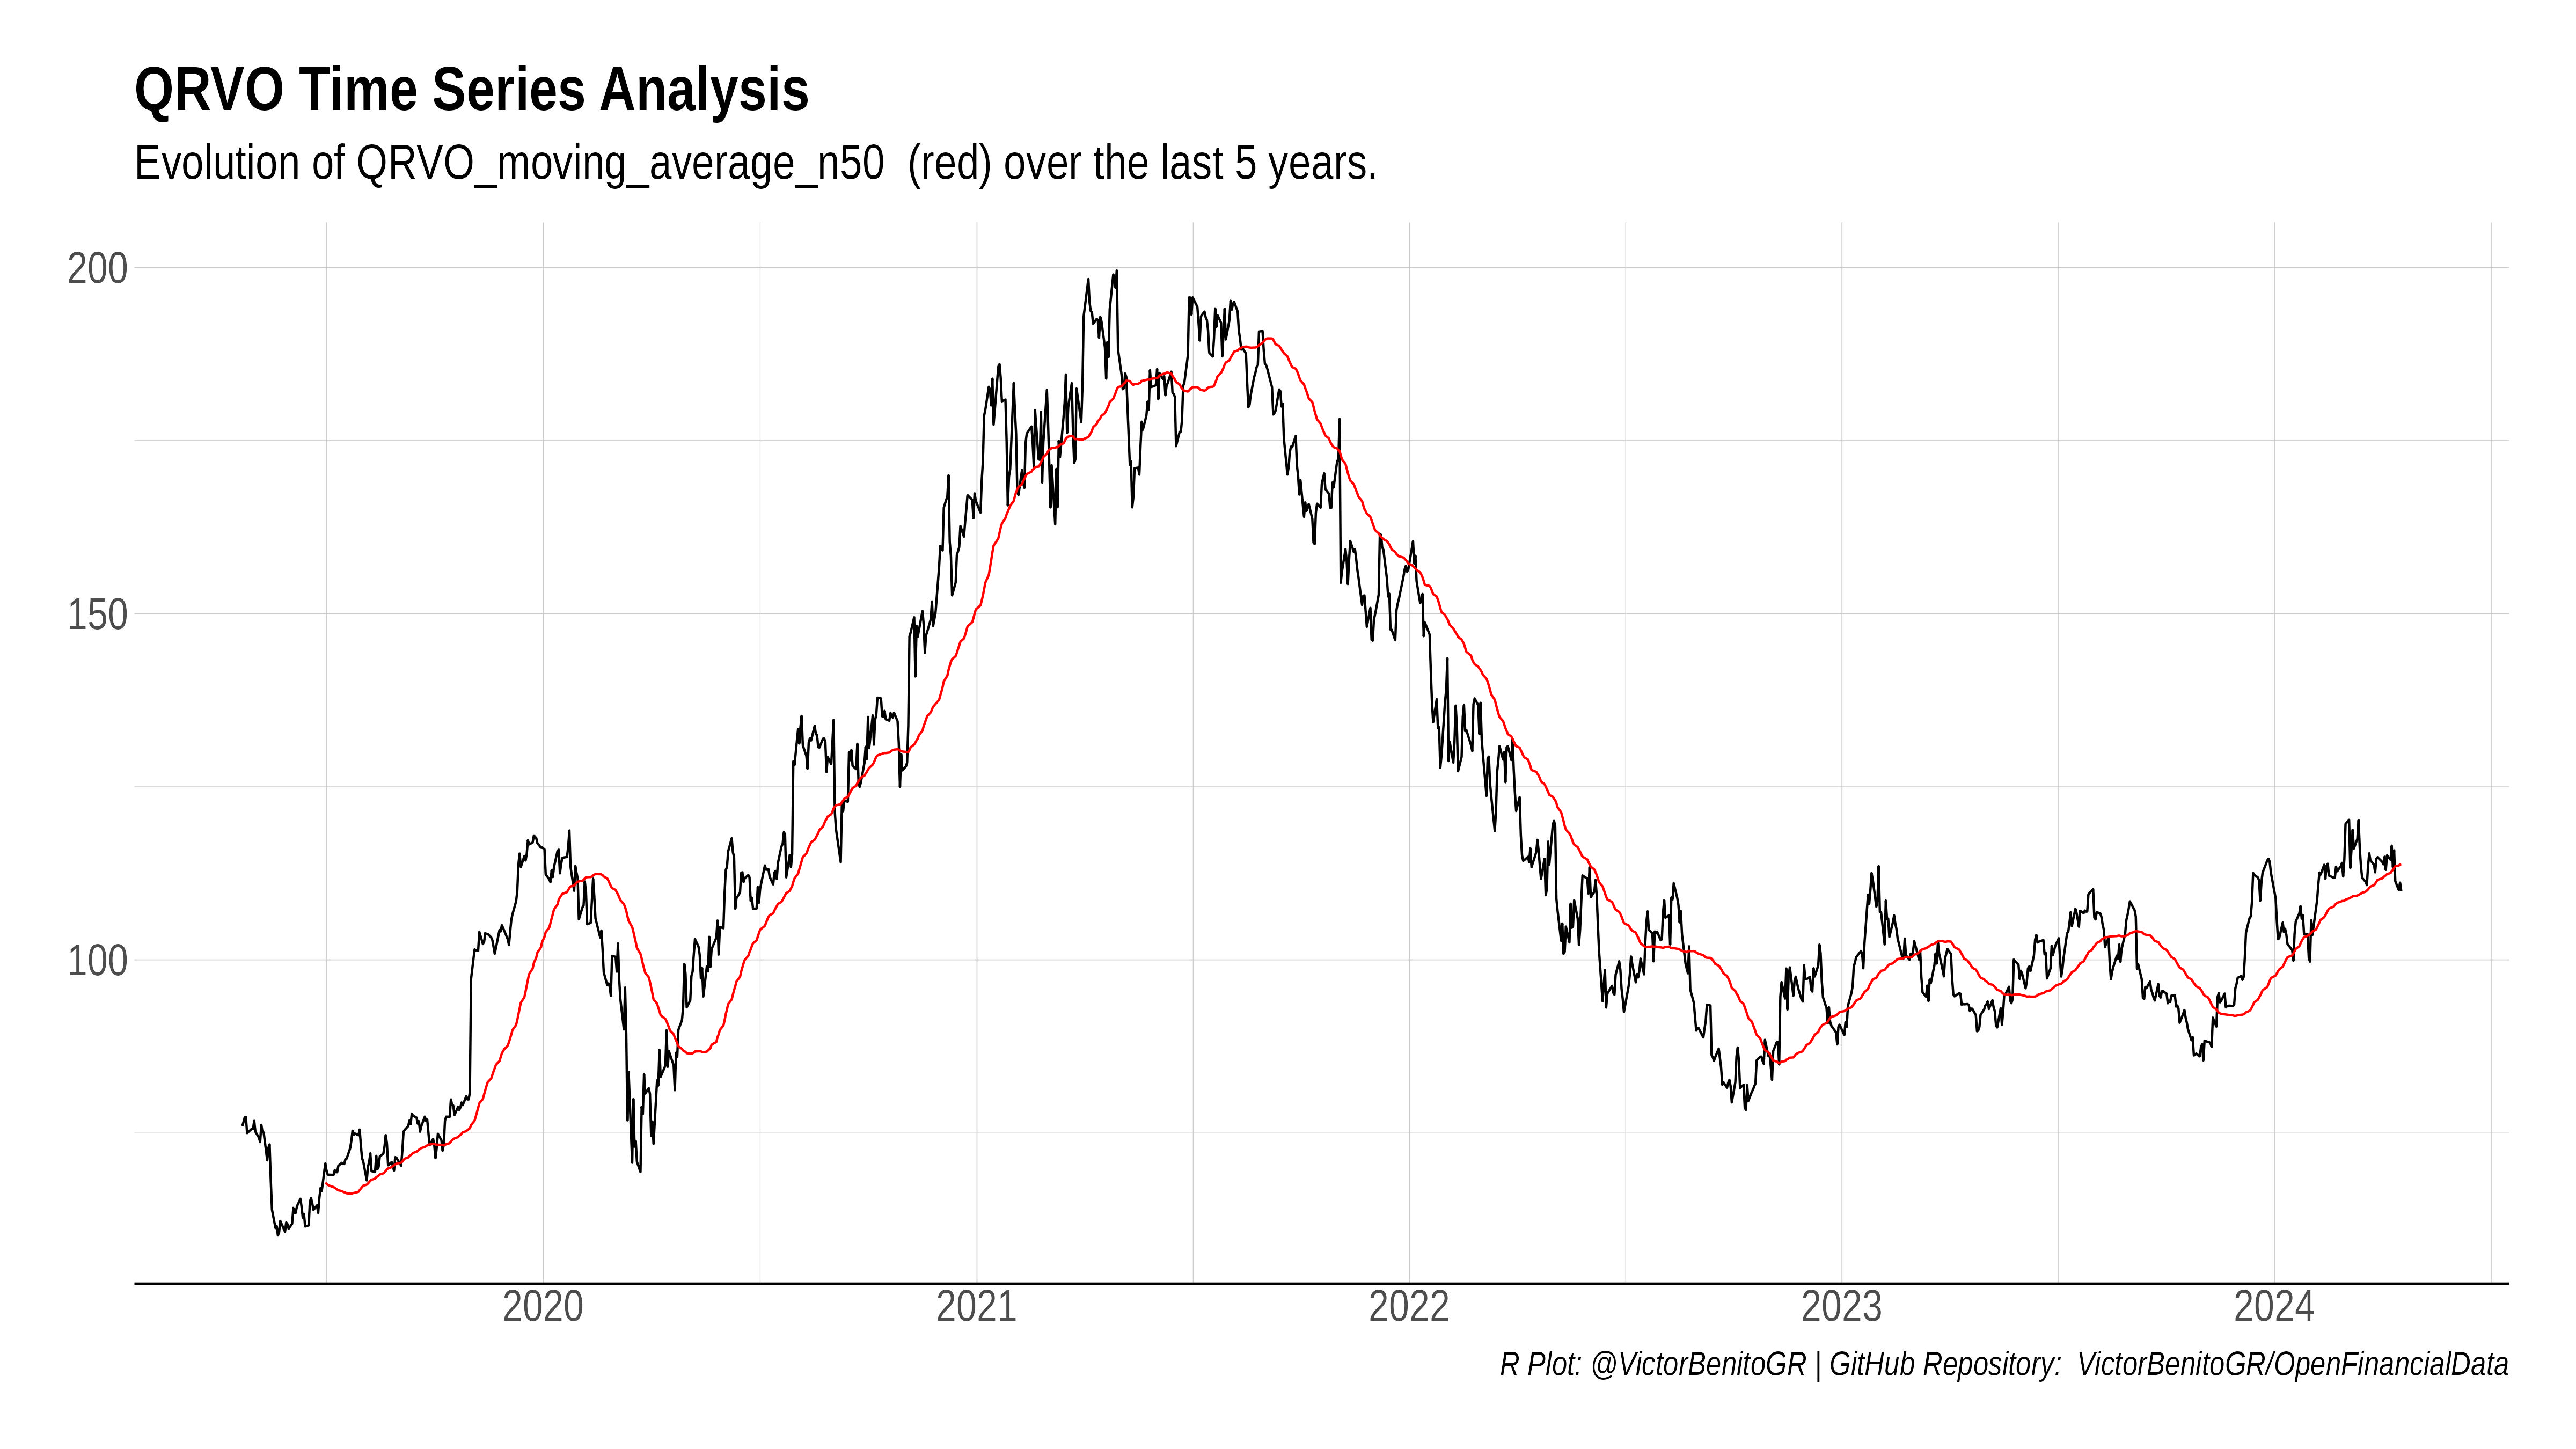 QRVO Time Series Analysis
Evolution of QRVO_moving_average_n50  (red) over the last 5 years.
200
150
100
2020 2021 2022 2023 2024
R Plot: @VictorBenitoGR | GitHub Repository:  VictorBenitoGR/OpenFinancialData